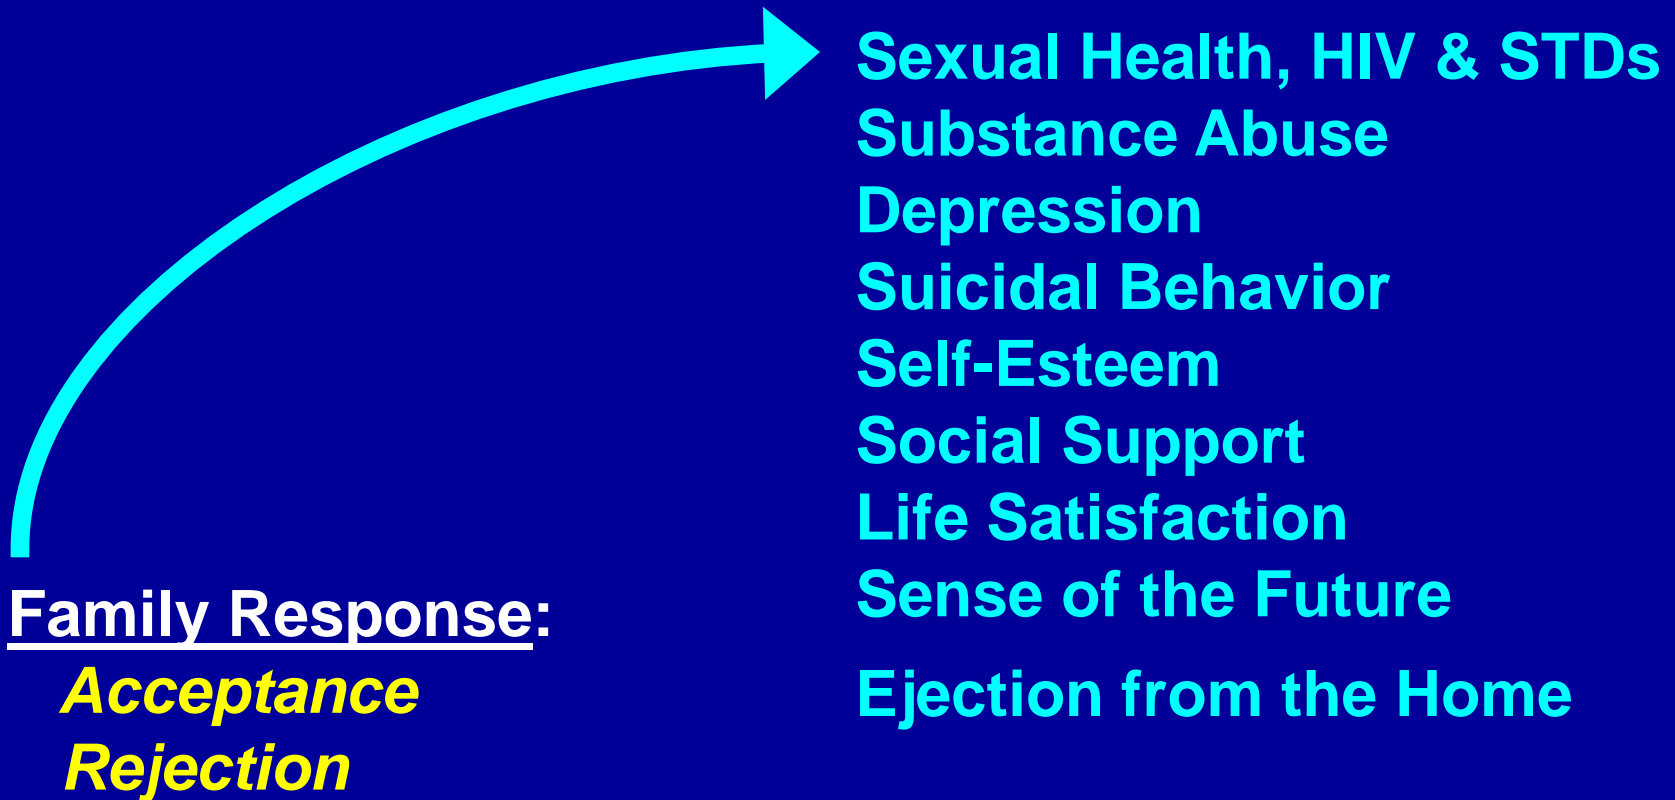 Sexual Health, HIV & STDs
Substance Abuse
Depression
Suicidal Behavior
Self-Esteem
Social Support
Life Satisfaction
Sense of the Future
Ejection from the Home
Family Response:
Acceptance
Rejection